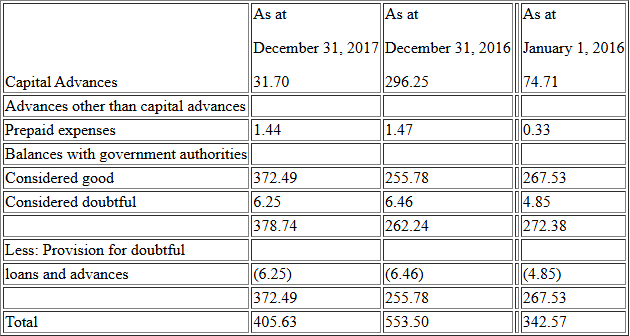 As at As at As at
December 31, 2017 December 31, 2016 January 1, 2016
Capital Advances 31.70 296.25 74.71
Advances other than capital advances
Prepaid expenses 1.44 1.47 0.33
Balances with government authorities
Considered good 372.49 255.78 267.53
Considered doubtful 6.25 6.46 4.85
378.74 262.24 272.38
Less: Provision for doubtful
loans and advances (6.25) (6.46) (4.85)
372.49 255.78 267.53
Total 405.63 553.50 342.57